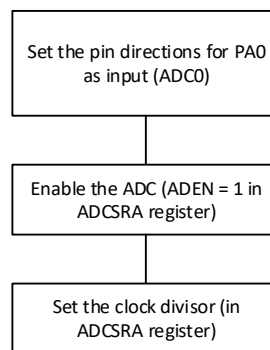 Set the pin directions for PA0
as input (ADC0)
Enable the ADC (ADEN = 1 in
ADCSRA register)
Set the clock divisor (in
ADCSRA register)